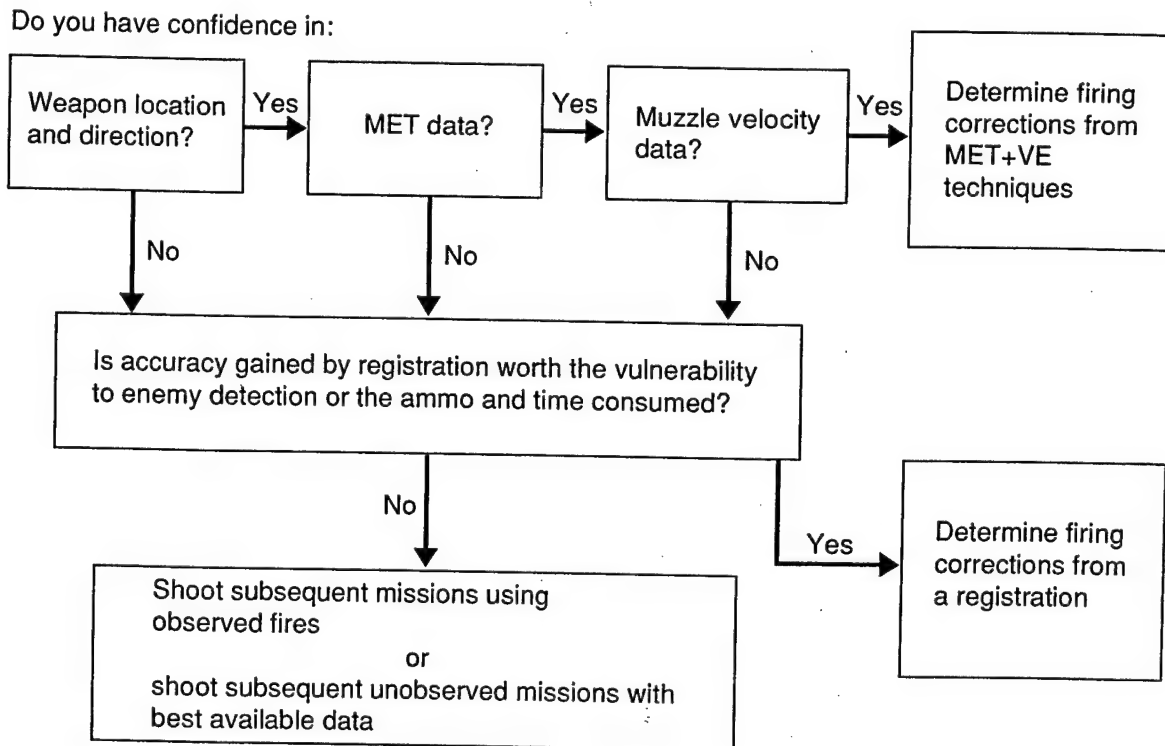 Do you have confidence in:
Weapon location
and direction?
Yes
MET data?
Yes
Muzzle velocity
data?
Yes
Determine firing
corrections from
MET+VE
techniques
No
No
No
Is accuracy gained by registration worth the vulnerability
to enemy detection or the ammo and time consumed?
No
Yes
Determine firing
corrections from
a registration
Shoot subsequent missions using
observed fires
or
shoot subsequent unobserved missions with
best available data